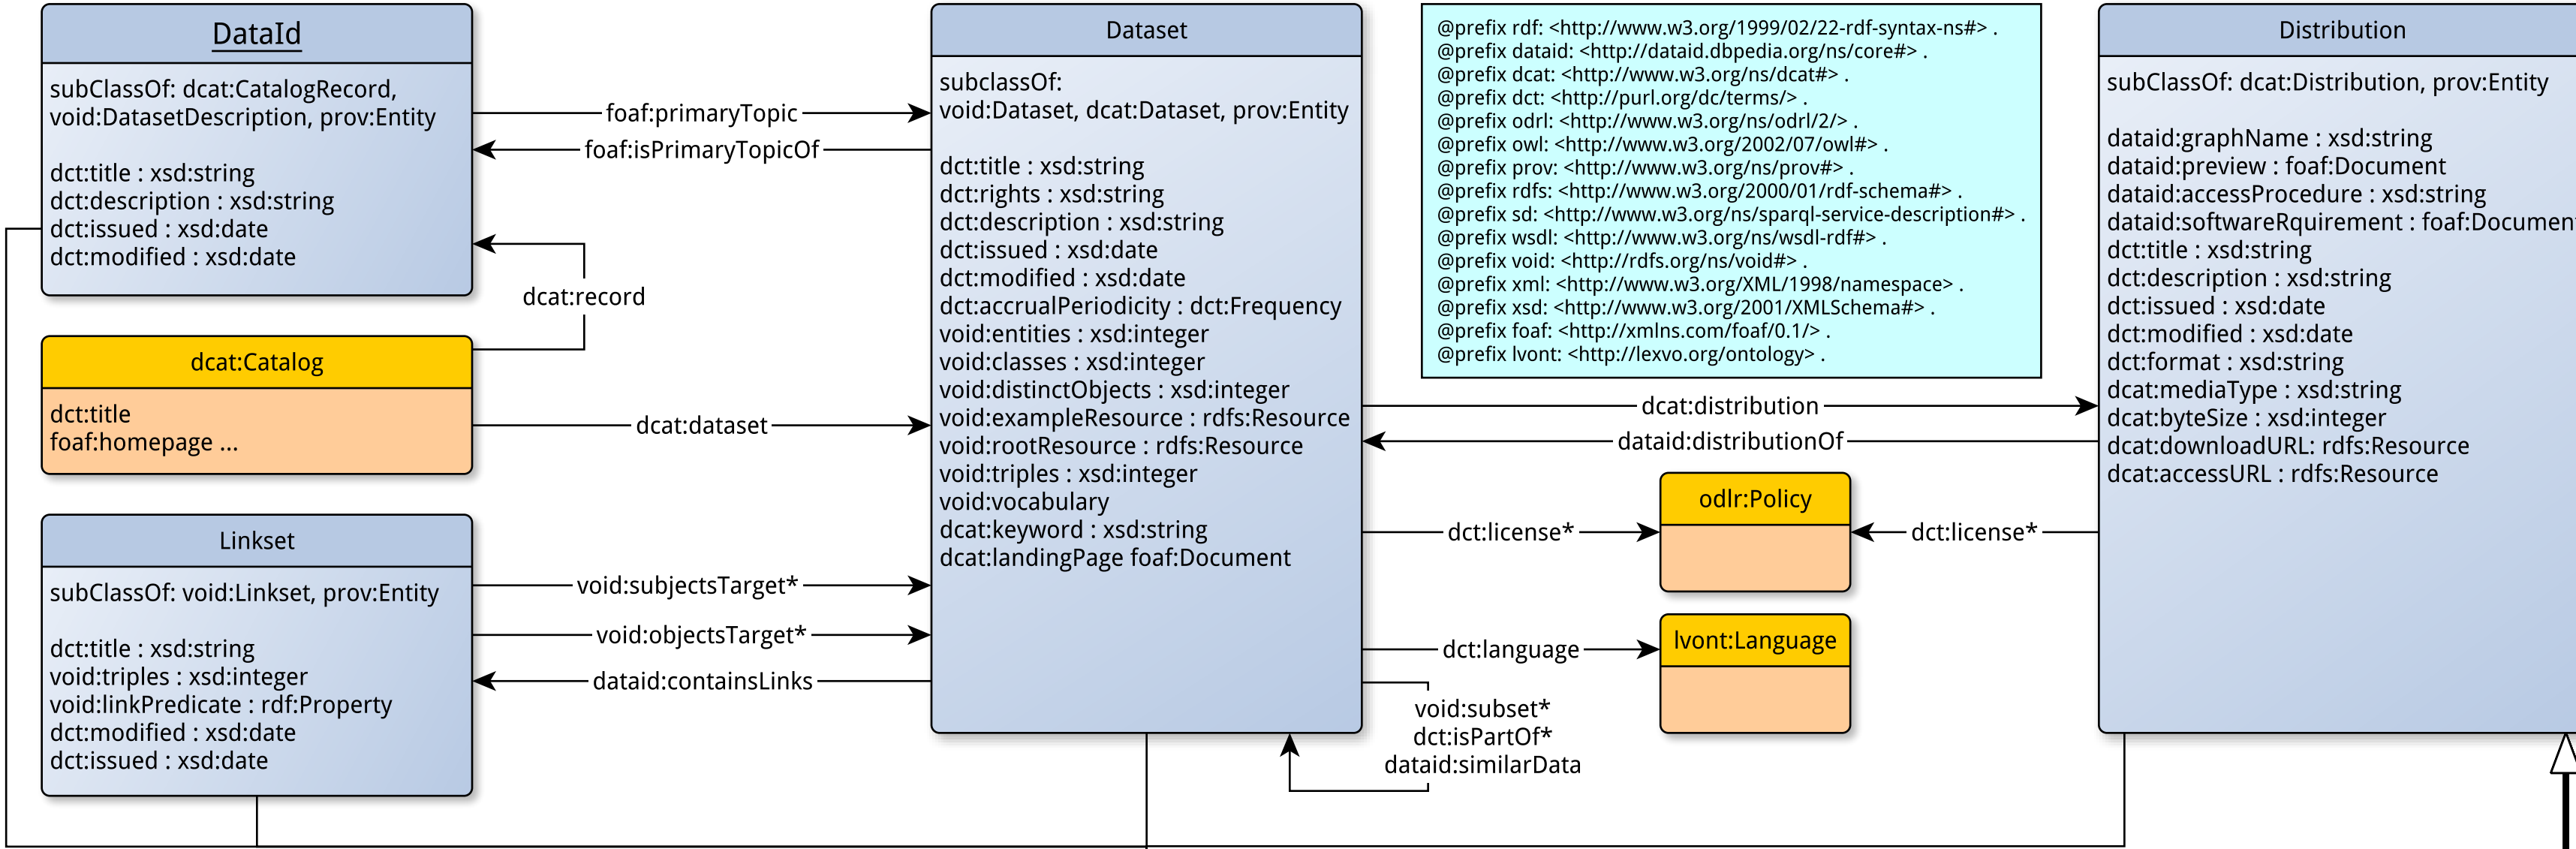 DataId
subClassOf: dcat:CatalogRecord,
void:DatasetDescription, prov:Entity
dct:title : xsd:string
dct:description : xsd:string
dct:issued : xsd:date
dct:modified : xsd:date
foaf:primaryTopic
foaf:isPrimaryTopicOf
dcat:record
dcat:Catalog
dct:title
foaf:homepage ...
dcat:dataset
Linkset
subClassOf: void:Linkset, prov:Entity
dct:title : xsd:string
void:triples : xsd:integer
void:linkPredicate : rdf:Property
dct:modified : xsd:date
dct:issued : xsd:date
void:subjectsTarget*
void:objectsTarget*
dataid:containsLinks
Dataset
subclassOf:
void:Dataset, dcat:Dataset, prov:Entity
dct:title : xsd:string
dct:rights : xsd:string
dct:description : xsd:string
dct:issued : xsd:date
dct:modified : xsd:date
dct:accrualPeriodicity : dct:Frequency
void:entities : xsd:integer
void:classes : xsd:integer
void:distinctObjects : xsd:integer
void:exampleResource : rdfs:Resource
void:rootResource : rdfs:Resource
void:triples : xsd:integer
void:vocabulary
dcat:keyword : xsd:string
dcat:landingPage foaf:Document
@prefix rdf: <http://www.w3.org/1999/02/22-rdf-syntax-ns#> .
@prefix dataid: <http://dataid.dbpedia.org/ns/core#> .
@prefix dcat: <http://www.w3.org/ns/dcat#> .
@prefix dct: <http://purl.org/dc/terms/> .
@prefix odrl: <http://www.w3.org/ns/odrl/2/> .
@prefix owl: <http://www.w3.org/2002/07/owl#> .
@prefix prov: <http://www.w3.org/ns/prov#> .
@prefix rdfs: <http://www.w3.org/2000/01/rdf-schema#> .
@prefix sd: <http://www.w3.org/ns/sparql-service-description#> .
@prefix wsdl: <http://www.w3.org/ns/wsdl-rdf#> .
@prefix void: <http://rdfs.org/ns/void#> .
@prefix xml: <http://www.w3.org/XML/1998/namespace> .
@prefix xsd: <http://www.w3.org/2001/XMLSchema#> .
@prefix foaf: <http://xmlns.com/foaf/0.1/> .
@prefix lvont: <http://lexvo.org/ontology> .
dcat:distribution
dataid:distributionOf
dct:license*
odlr:Policy
dct:license*
dct:language
lvont:Language
void:subset*
dct:isPartOf*
dataid:similarData
Distribution
subClassOf: dcat:Distribution, prov:Entity
dataid:graphName : xsd:string
dataid:preview : foaf:Document
dataid:accessProcedure : xsd:string
dataid:softwareRquirement : foaf:Document
dct:title : xsd:string
dct:description : xsd:string
dct:issued : xsd:date
dct:modified : xsd:date
dct:format : xsd:string
dcat:mediaType : xsd:string
dcat:byteSize : xsd:integer
dcat:downloadURL: rdfs:Resource
dcat:accessURL : rdfs:Resource